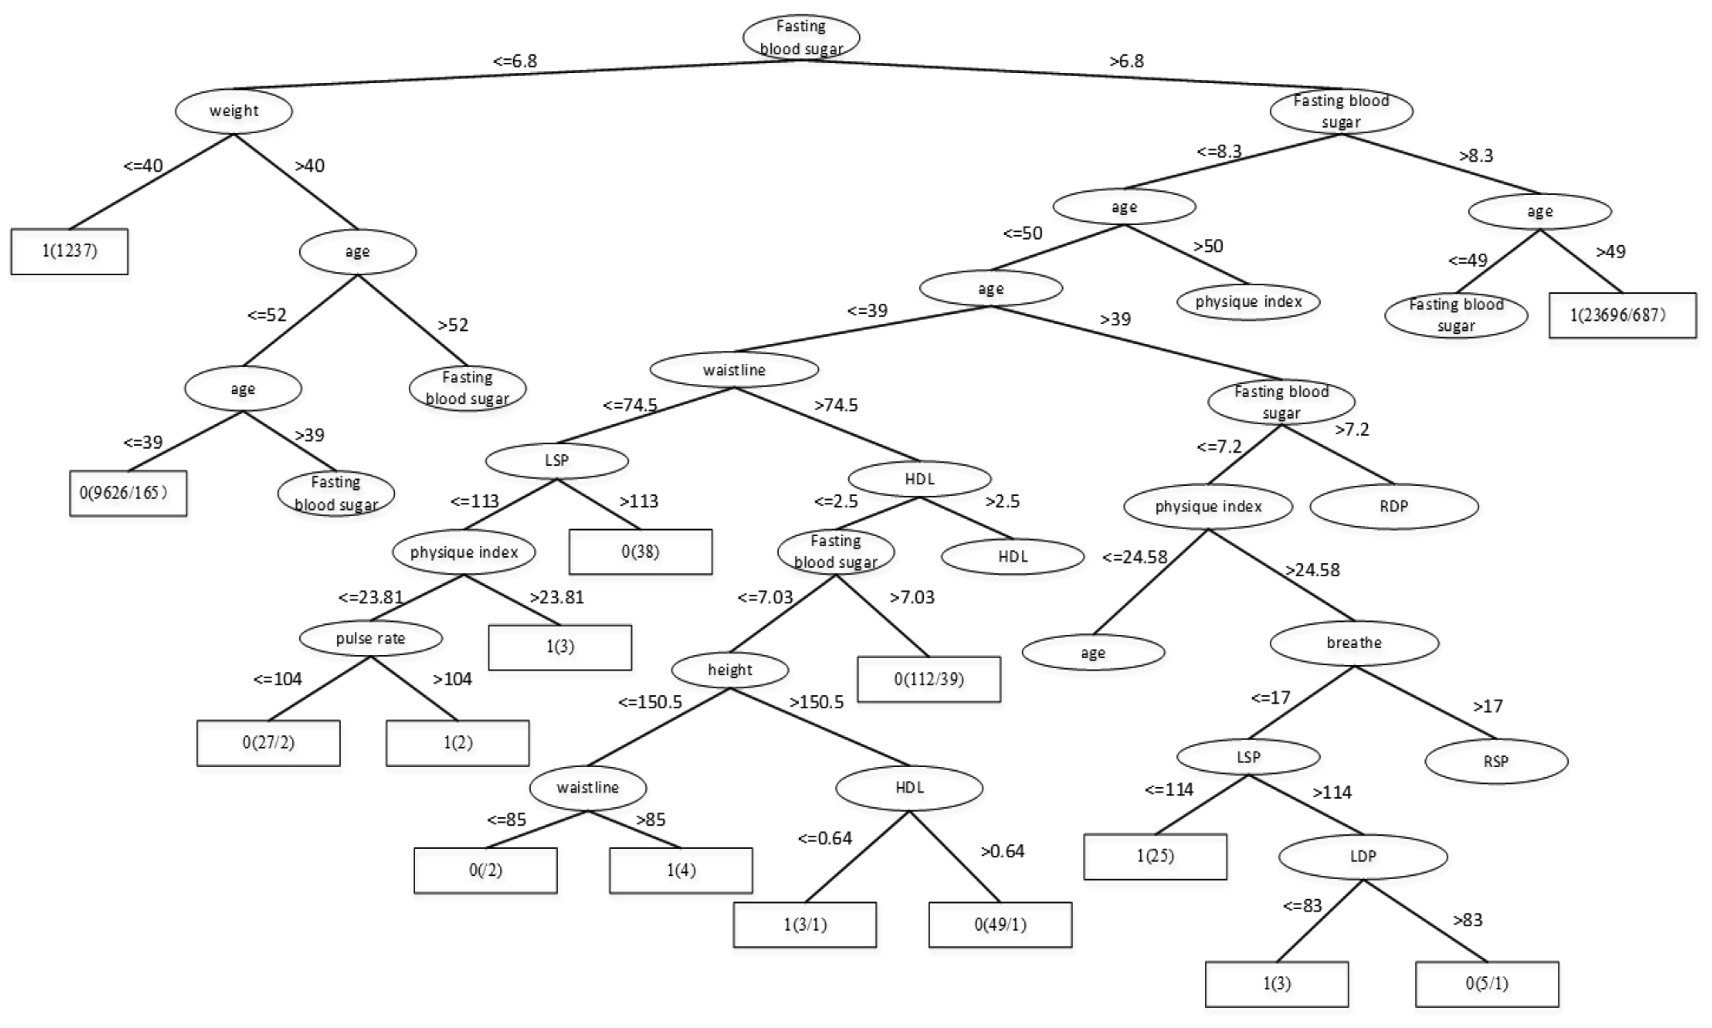 Fasting
blood sugar
<=6.8
>6.8
weight
Fasting blood
sugar
<=40
>40
<=8.3
>8.3
1(1237)
age
age
age
<=52
>52
<=50
>50
<=49
>49
age
Fasting
blood sugar
age
physique index
Fasting blood
sugar
1(23696/687)
<=39
>39
<=39
>39
0(9626/165)
Fasting
blood sugar
waistline
Fasting blood
sugar
<=74.5
>74.5
<=7.2
>7.2
LSP
HDL
physique index
RDP
<=113
>113
<=2.5
>2.5
<=24.58
>24.58
physique index
0(38)
Fasting
blood sugar
HDL
age
breathe
<=23.81
>23.81
<=7.03
>7.03
<=17
>17
pulse rate
1(3)
height
0(112/39)
LSP
RSP
<=104
>104
<=150.5
>150.5
<=114
>114
0(27/2)
1(2)
waistline
HDL
1(25)
LDP
<=85
>85
<=0.64
>0.64
<=83
>83
0(/2)
1(4)
1(3/1)
0(49/1)
1(3)
0(5/1)